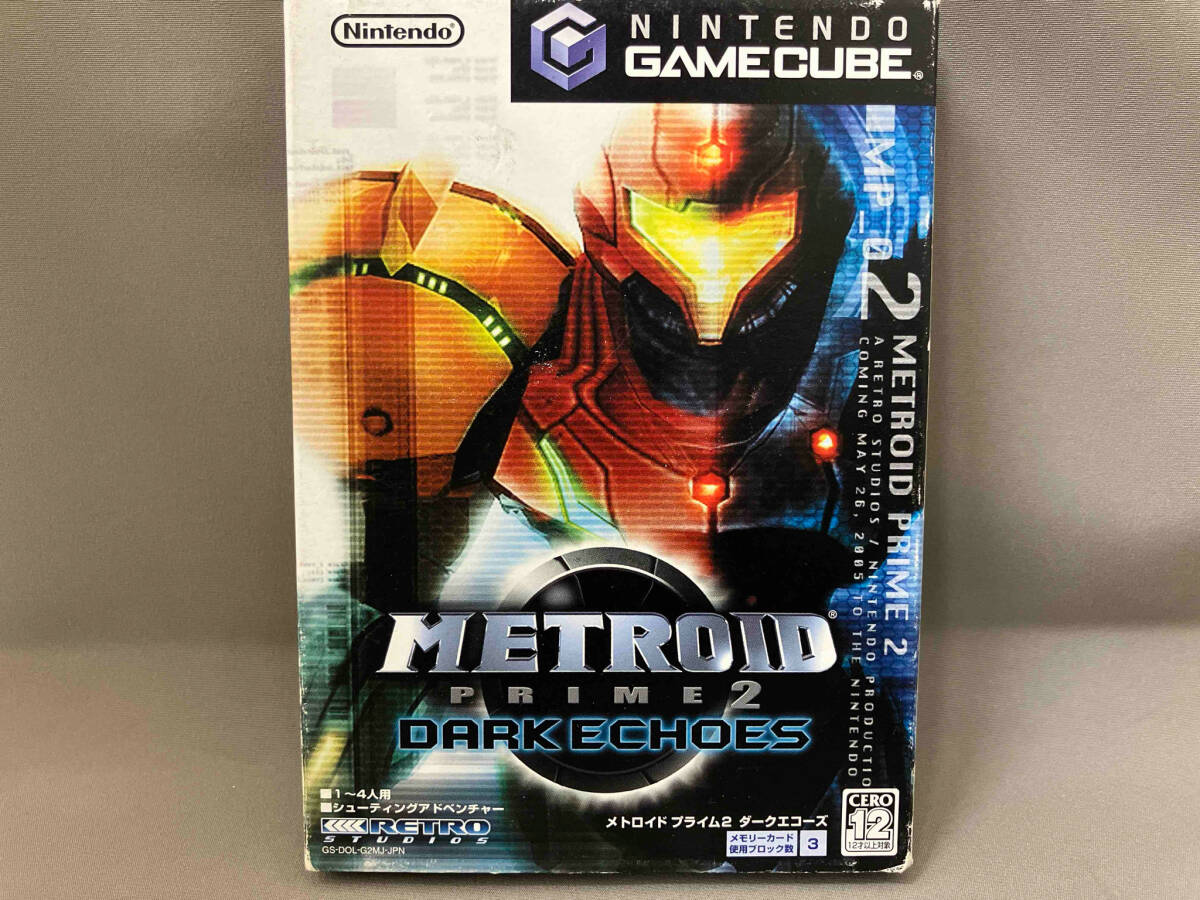 Nintendo®
NINTENDO
GAMECUBE®
MP_0
2 METROID PRIME 2
A RETRO STUDIOS / NINTENDO PRODUCTIO
COMING MAY 26, 2005 TO THE NINTENDO
METROID®
PRIME 2
DARK ECHOES
■1～4人用
■シューティングアドベンチャー
RETRO
STUDIOS
GS-DOL-G2MJ-JPN
メトロイド プライム2 ダークエコーズ
メモリーカード
使用ブロック数 3
CERO
12
12才以上対象